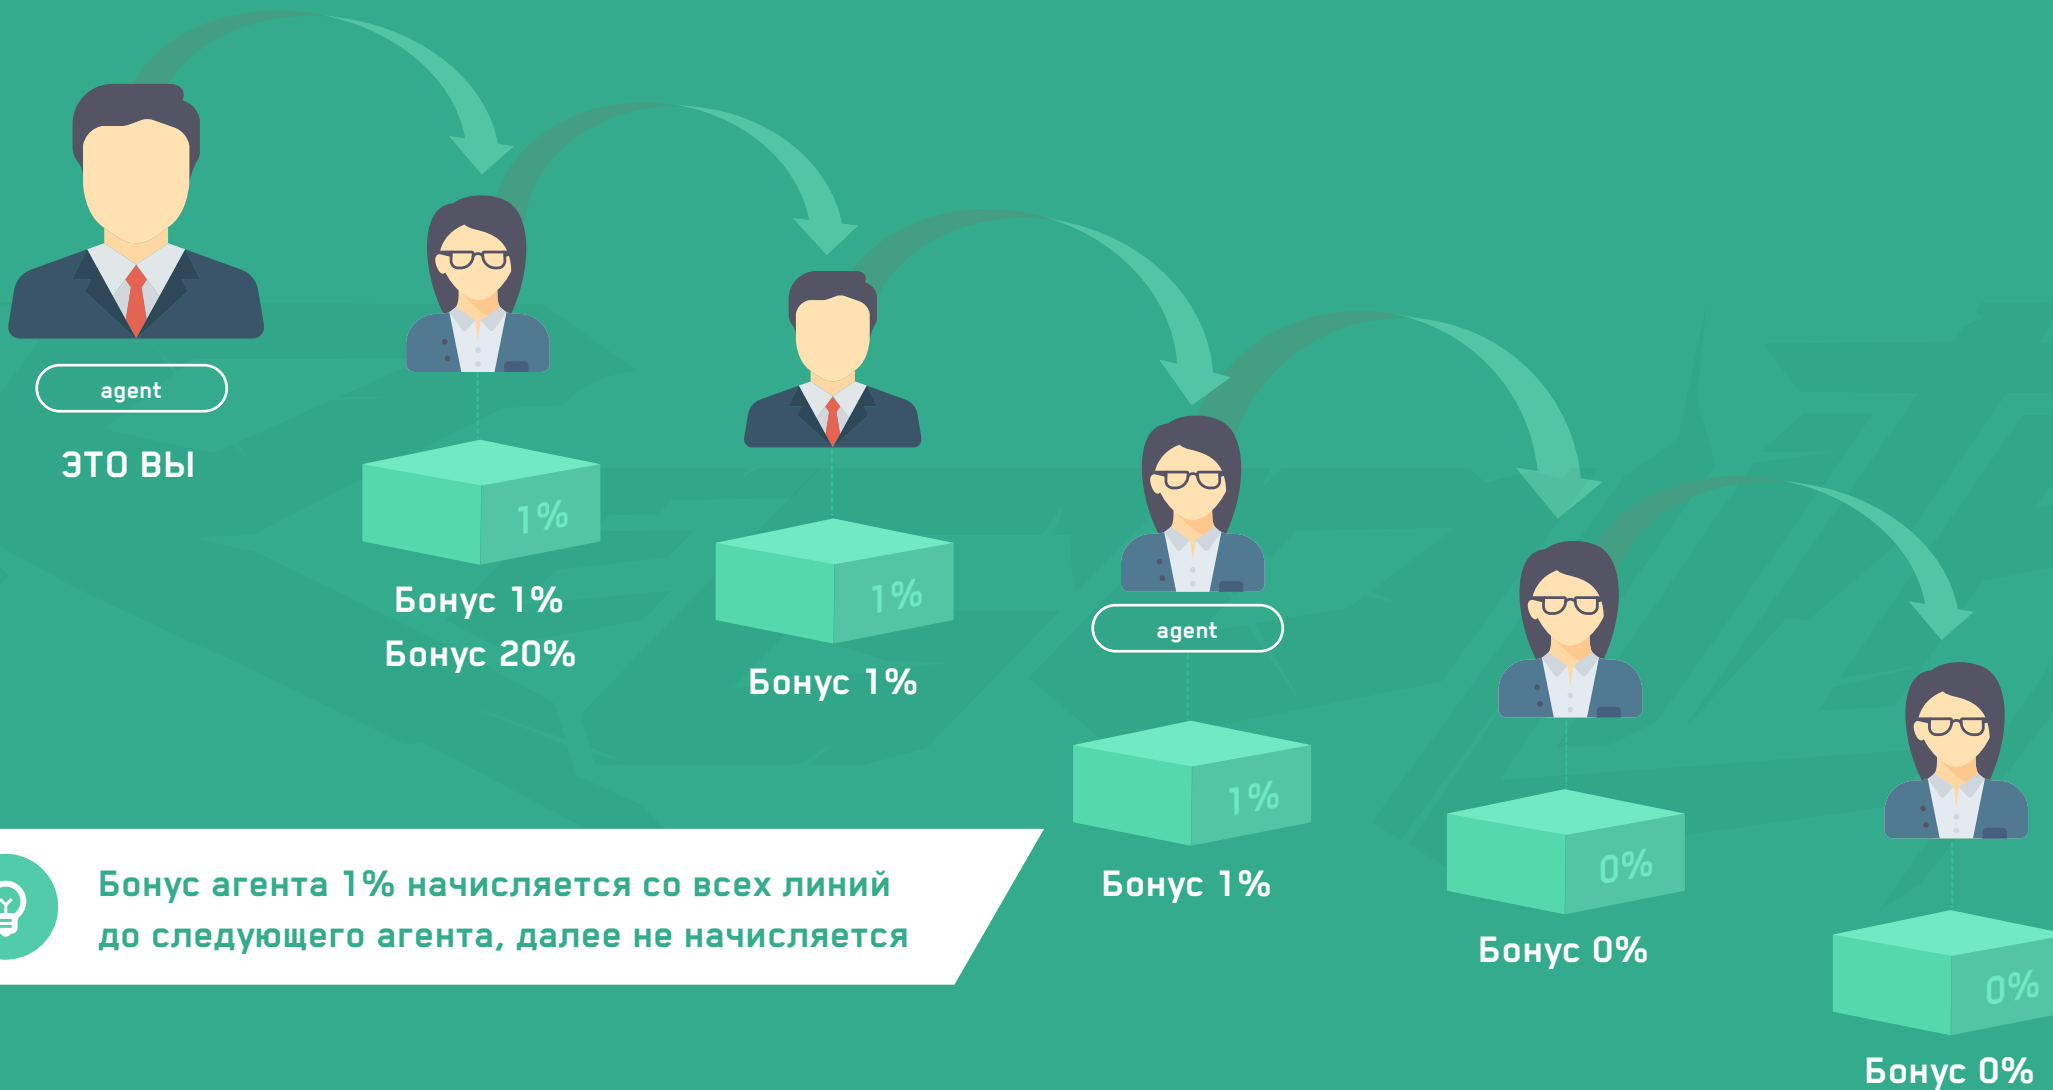 agent
ЭТО ВЫ
1%
Бонус 1%
Бонус 20%
1%
Бонус 1%
agent
1%
Бонус 1%
0%
Бонус 0%
0%
Бонус 0%
Бонус агента 1% начисляется со всех линий
до следующего агента, далее не начисляется